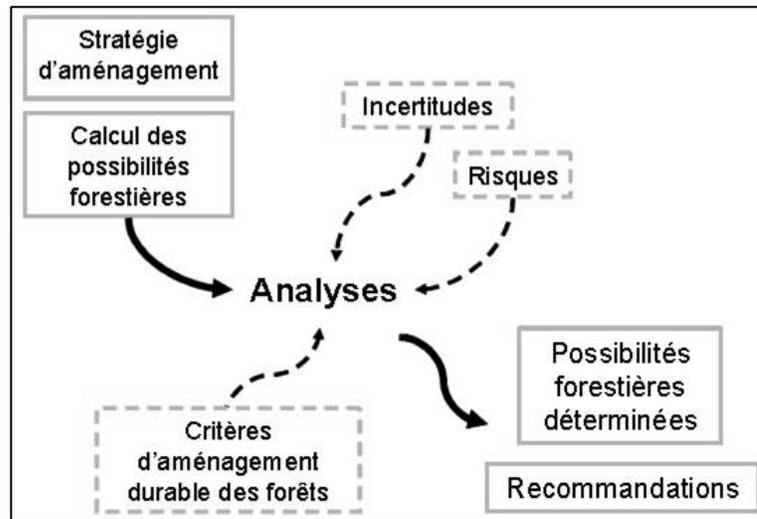 Stratégie
d'aménagement
Calcul des
possibilités
forestières
Incertitudes
Risques
Analyses
Critères
d'aménagement
durable des forêts
Possibilités
forestières
déterminées
Recommandations